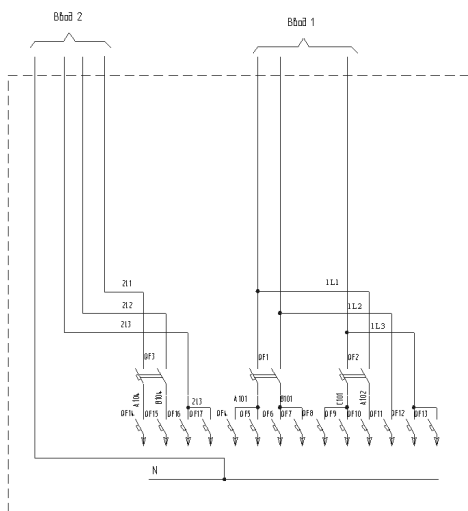 Ввод 2
Ввод 1
2L1
1L1
2L2
1L2
2L3
1L3
QF3
QF1
QF2
A104
B104
2L3
A101
B101
C101
A102
QF14
QF15
QF16
QF17
QF4
QF5
QF6
QF7
QF8
QF9
QF10
QF11
QF12
QF13
N